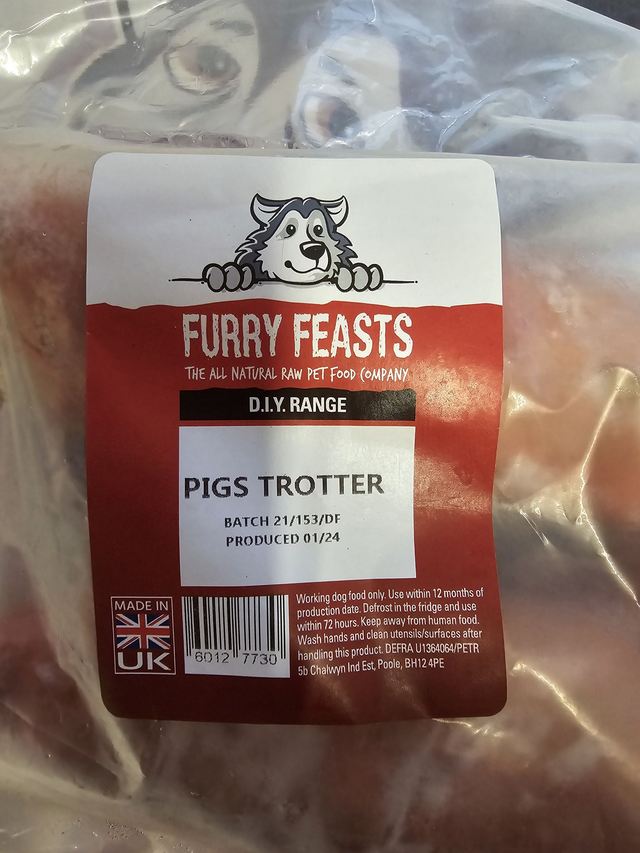 FURRY FEASTS
THE ALL NATURAL RAW PET FOOD COMPANY
D.I.Y. RANGE
PIGS TROTTER
BATCH 21/153/DF
PRODUCED 01/24
MADE IN
UK
6012 7730
Working dog food only. Use within 12 months of
production date. Defrost in the fridge and use
within 72 hours. Keep away from human food.
Wash hands and clean utensils/surfaces after
handling this product. DEFRA U1364064/PETR
5b Chalwyn Ind Est, Poole, BH12 4PE